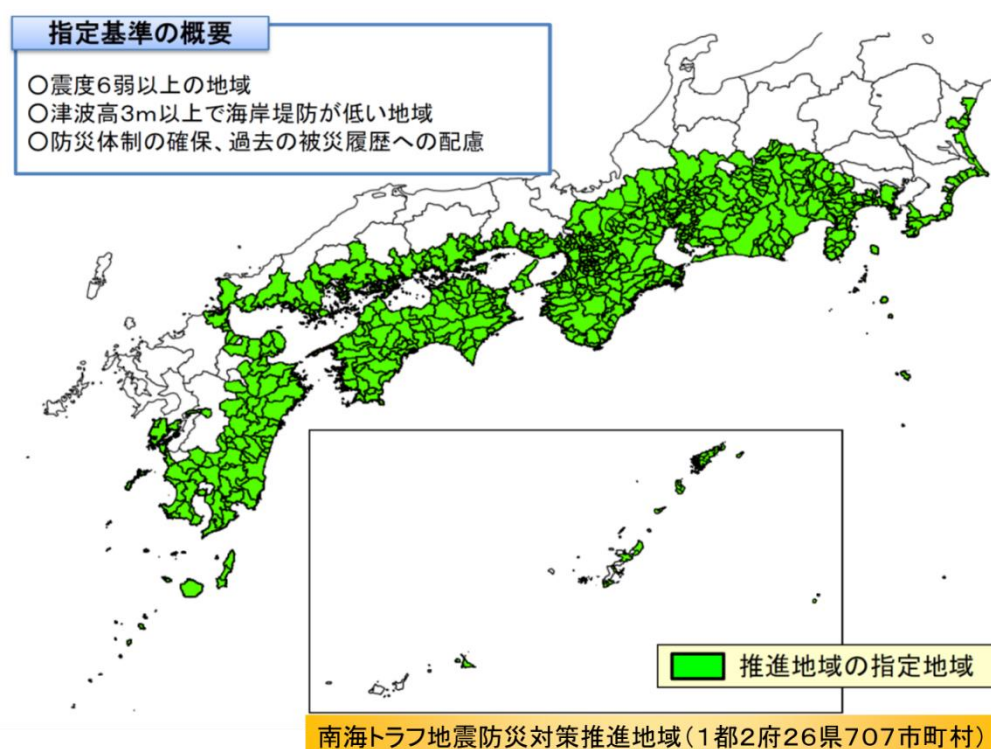 指定基準の概要
○震度6弱以上の地域
○津波高3m以上で海岸堤防が低い地域
○防災体制の確保、過去の被災履歴への配慮
推進地域の指定地域
南海トラフ地震防災対策推進地域(1都2府26県707市町村)